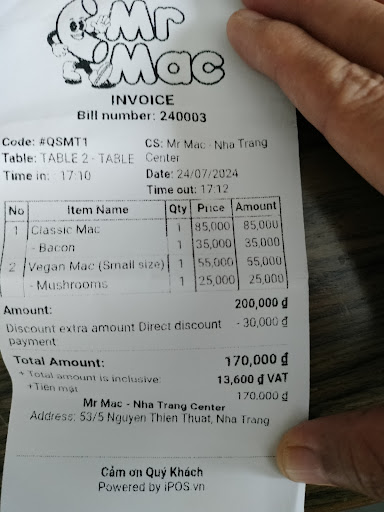 Mr
Mac
INVOICE
Bill number: 240003
Code: #QSMT1 CS: Mr Mac - Nha Trang Center
Table: TABLE 2 - TABLE Date: 24/07/2024
Time in: 17:10 Time out: 17:12
No Item Name Qty Price Amount
1 Classic Mac 1 85,000 85,000
- Bacon 1 35,000 35,000
2 Vegan Mac (Small size) 1 55,000 55,000
- Mushrooms 1 25,000 25,000
Amount: 200,000 ₫
Discount extra amount Direct discount - 30,000 ₫
payment
Total Amount: 170,000 ₫
+ Total amount is inclusive: 13,600 ₫ VAT
+Tiền mặt 170,000 ₫
Mr Mac - Nha Trang Center
Address: 53/5 Nguyen Thien Thuat, Nha Trang
Cảm ơn Quý Khách
Powered by iPOS.vn